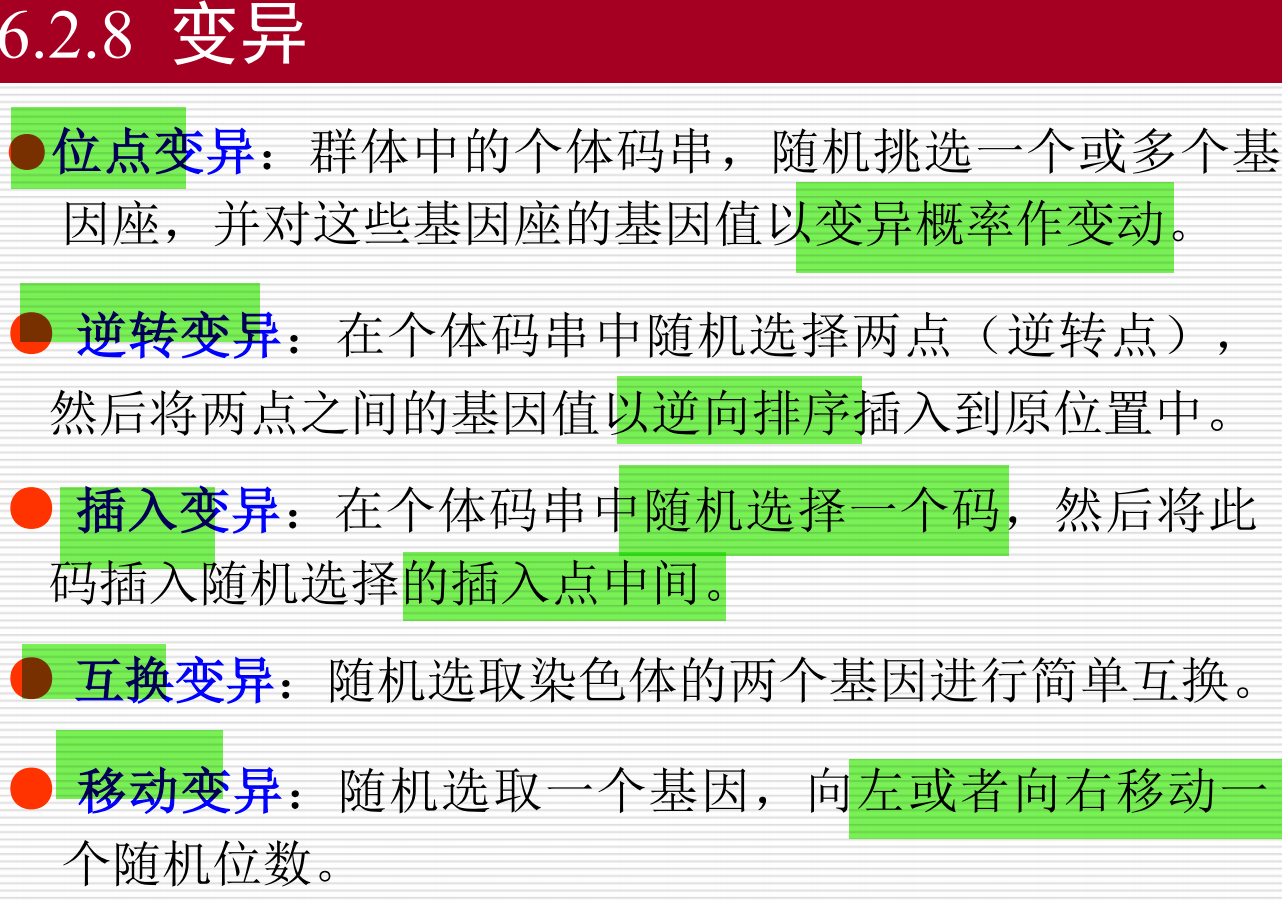 6.2.8 变异
●位点变异：群体中的个体码串，随机挑选一个或多个基
因座，并对这些基因座的基因值以变异概率作变动。
● 逆转变异：在个体码串中随机选择两点（逆转点），
然后将两点之间的基因值以逆向排序插入到原位置中。
● 插入变异：在个体码串中随机选择一个码，然后将此
码插入随机选择的插入点中间。
● 互换变异：随机选取染色体的两个基因进行简单互换。
● 移动变异：随机选取一个基因，向左或者向右移动一
个随机位数。